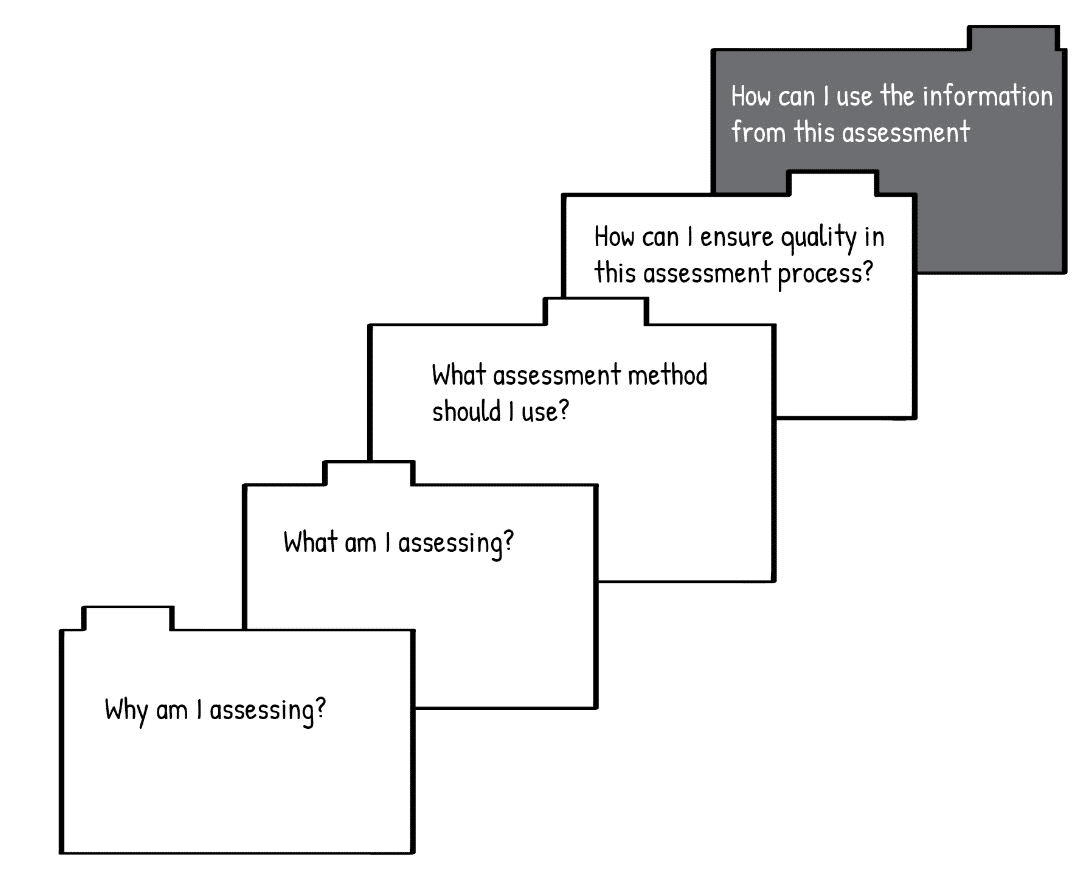 How can I use the information
from this assessment
How can I ensure quality in
this assessment process?
What assessment method
should I use?
What am I assessing?
Why am I assessing?